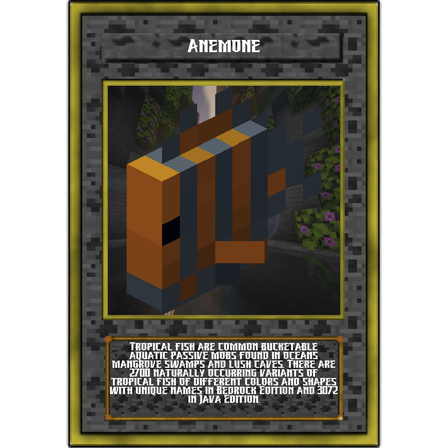 ANEMONE
TROPICAL FISH ARE COMMON BUCKETABLE
AQUATIC PASSIVE MOBS FOUND IN OCEANS
MANGROVE SWAMPS AND LUSH CAVES. THERE ARE
2700 NATURALLY OCCURRING VARIANTS OF
TROPICAL FISH OF DIFFERENT COLORS AND SHAPES
WITH UNIQUE NAMES IN BEDROCK EDITION AND 3072
IN JAVA EDITION.